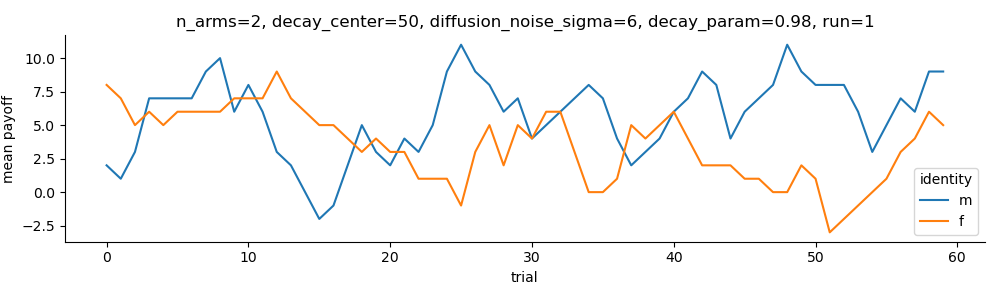 n_arms=2, decay_center=50, diffusion_noise_sigma=6, decay_param=0.98, run=1
mean payoff
10.0
7.5
5.0
2.5
0.0
−2.5
identity
m
f
0 10 20 30 40 50 60
trial